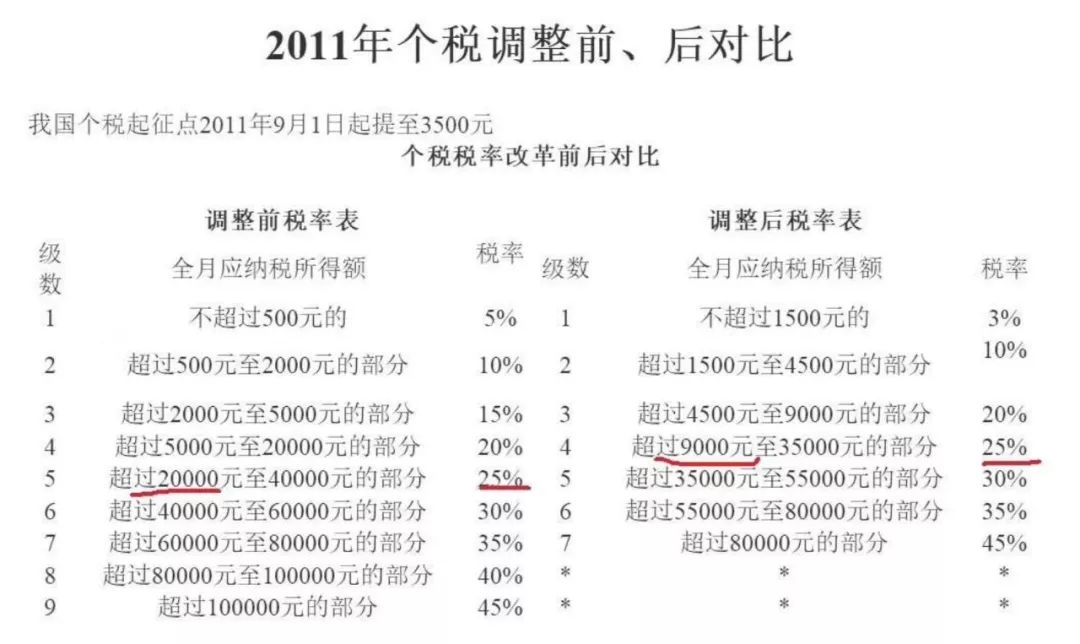 2011年个税调整前、后对比
我国个税起征点2011年9月1日起提至3500元
个税税率改革前后对比
调整前税率表 调整后税率表
级数 全月应纳税所得额 税率 级数 全月应纳税所得额 税率
1 不超过500元的 5% 1 不超过1500元的 3%
2 超过500元至2000元的部分 10% 2 超过1500元至4500元的部分 10%
3 超过2000元至5000元的部分 15% 3 超过4500元至9000元的部分 20%
4 超过5000元至20000元的部分 20% 4 超过9000元至35000元的部分 25%
5 超过20000元至40000元的部分 25% 5 超过35000元至55000元的部分 30%
6 超过40000元至60000元的部分 30% 6 超过55000元至80000元的部分 35%
7 超过60000元至80000元的部分 35% 7 超过80000元的部分 45%
8 超过80000元至100000元的部分 40% * * *
9 超过100000元的部分 45% * * *